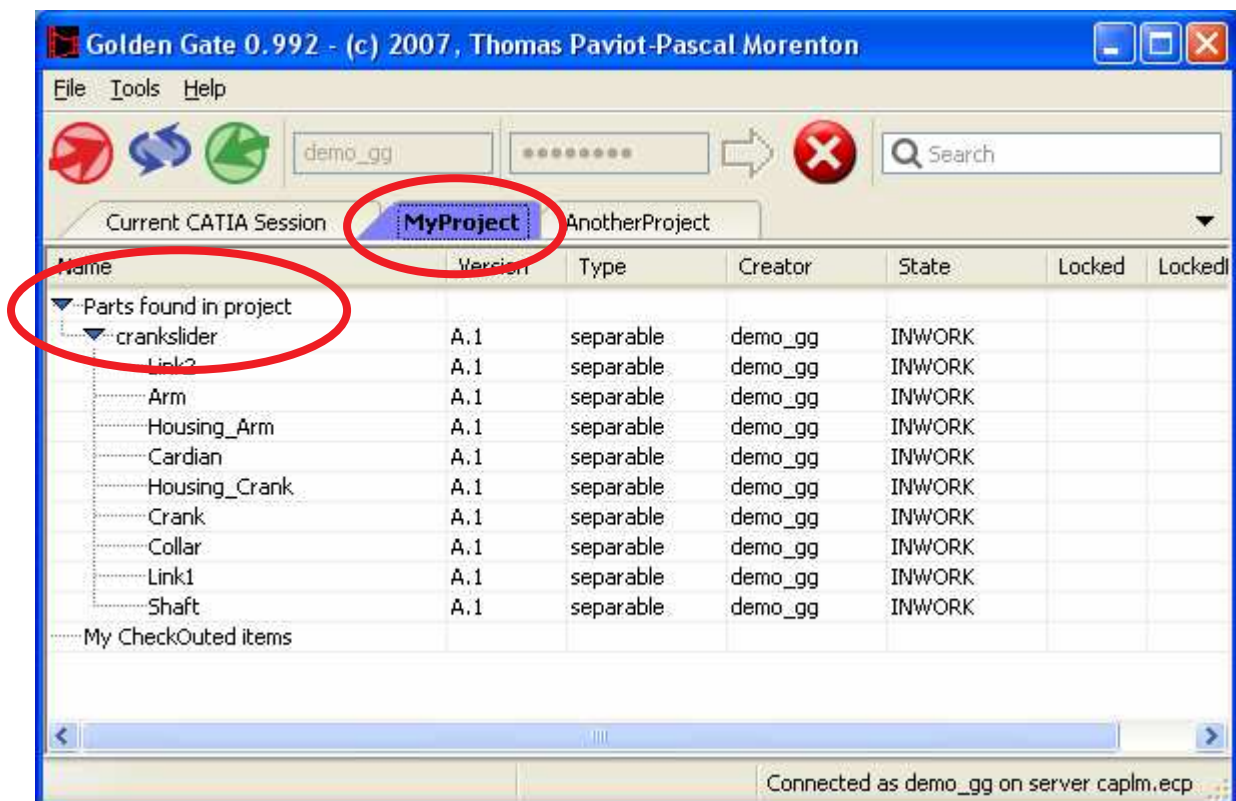 Golden Gate 0.992 - (c) 2007, Thomas Paviot-Pascal Morenton
File Tools Help
demo_gg Search
Current CATIA Session MyProject AnotherProject
Name Version Type Creator State Locked
Parts found in project
crankslider A.1 separable demo_gg INWORK
Link2 A.1 separable demo_gg INWORK
Arm A.1 separable demo_gg INWORK
Housing_Arm A.1 separable demo_gg INWORK
Cardian A.1 separable demo_gg INWORK
Housing_Crank A.1 separable demo_gg INWORK
Crank A.1 separable demo_gg INWORK
Collar A.1 separable demo_gg INWORK
Link1 A.1 separable demo_gg INWORK
Shaft A.1 separable demo_gg INWORK
My CheckOuted items
Connected as demo_gg on server caplm.ecp